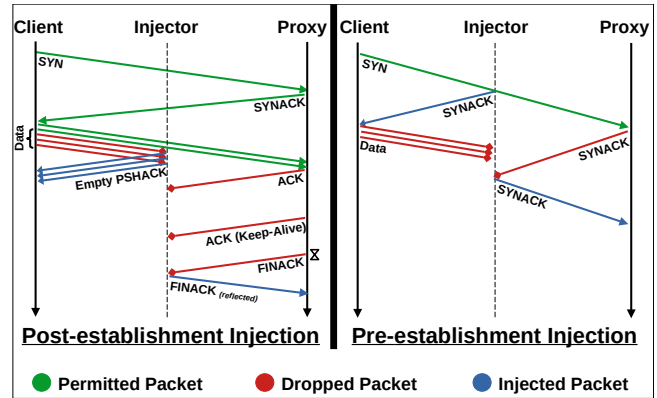 Client Injector Proxy
SYN
SYNACK
Data
Empty PSHACK
ACK
ACK (Keep-Alive)
FINACK
FINACK (reflected)
Post-establishment Injection
Client Injector Proxy
SYN
SYNACK
Data
SYNACK
SYNACK
Pre-establishment Injection
Permitted Packet Dropped Packet Injected Packet